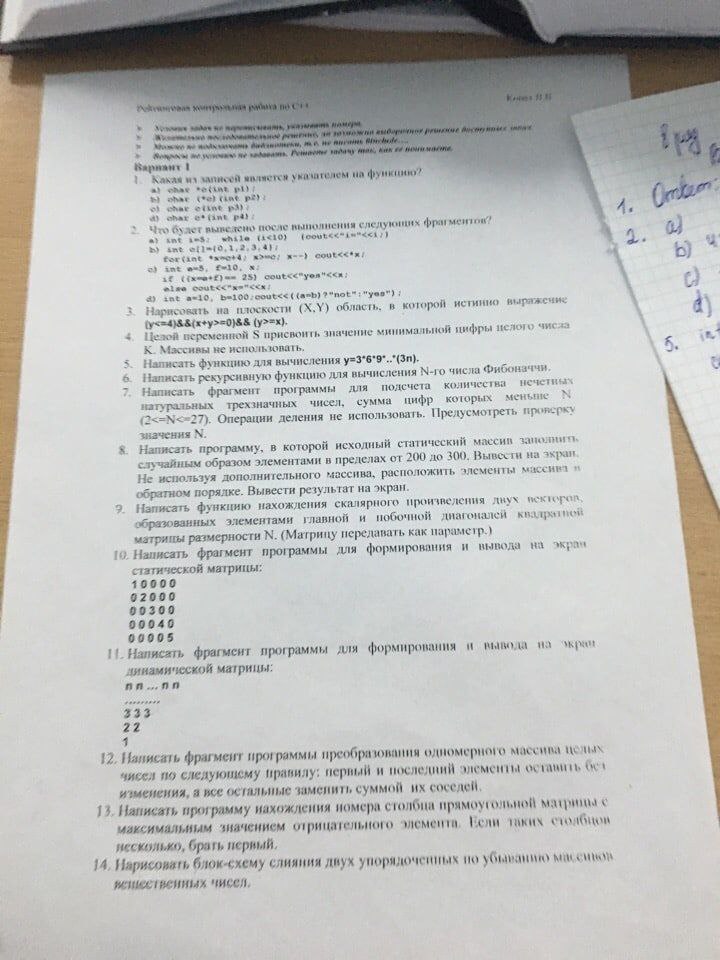 Рейтинговая контрольная работа по С++
Условия задач не переписывать, указывать номера.
Желательно последовательное решение, но возможно выборочное решение доступных задач.
Можно не подключать библиотеки, т.е. не писать #include…
Вопросы по условию не задавать. Решаете задачу так, как ее понимаете.
Вариант 1
1. Какая из записей является указателем на функцию?
a) char *c(int p1);
b) char (*c)(int p2);
c) char c(int p3);
d) char c*(int p4);
2. Что будет выведено после выполнения следующих фрагментов?
a) int i=5; while (i<10) {cout<<"i="<<i;}
b) int c[]={0,1,2,3,4};
for(int *x=c+4; x>=c; x--) cout<<*x;
c) int e=5, f=10, x;
if ((x=e+f)== 25) cout<<"yes"<<x;
else cout<<"x="<<x;
d) int a=10, b=100;cout<<((a=b)?"not":"yes");
3. Нарисовать на плоскости (X,Y) область, в которой истинно выражение
(y<=4)&&(x+y>=0)&& (y>=x).
4. Целой переменной S присвоить значение минимальной цифры целого числа
К. Массивы не использовать.
5. Написать функцию для вычисления y=3*6*9*..*(3n).
6. Написать рекурсивную функцию для вычисления N-го числа Фибоначчи.
7. Написать фрагмент программы для подсчета количества нечетных
натуральных трехзначных чисел, сумма цифр которых меньше N
(2<=N<=27). Операции деления не использовать. Предусмотреть проверку
значения N.
8. Написать программу, в которой исходный статический массив заполнить
случайным образом элементами в пределах от 200 до 300. Вывести на экран.
Не используя дополнительного массива, расположить элементы массива в
обратном порядке. Вывести результат на экран.
9. Написать функцию нахождения скалярного произведения двух векторов,
образованных элементами главной и побочной диагоналей квадратной
матрицы размерности N. (Матрицу передавать как параметр.)
10. Написать фрагмент программы для формирования и вывода на экран
статической матрицы:
1 0 0 0 0
0 2 0 0 0
0 0 3 0 0
0 0 0 4 0
0 0 0 0 5
11. Написать фрагмент программы для формирования и вывода на экран
динамической матрицы:
n n ... n n
.........
3 3 3
2 2
1
12. Написать фрагмент программы преобразования одномерного массива целых
чисел по следующему правилу: первый и последний элементы оставить без
изменения, а все остальные заменить суммой их соседей.
13. Написать программу нахождения номера столбца прямоугольной матрицы с
максимальным значением отрицательного элемента. Если таких столбцов
несколько, брать первый.
14. Нарисовать блок-схему слияния двух упорядоченных по убыванию массивов
вещественных чисел.
1. Ответ:
2. a)
b)
c)
d)
5. int